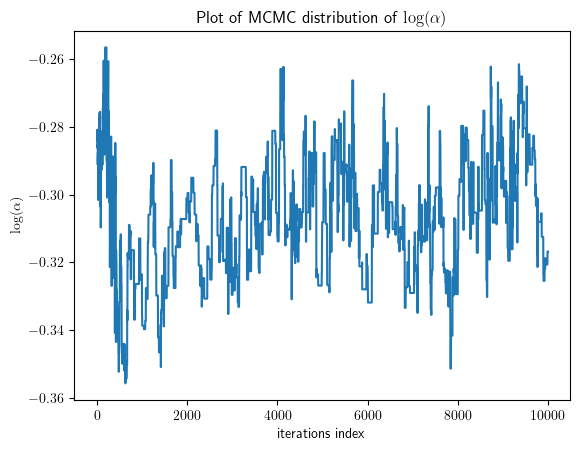 Plot of MCMC distribution of log(α)
−0.26
−0.28
−0.30
−0.32
−0.34
−0.36
log(α)
0 2000 4000 6000 8000 10000
iterations index